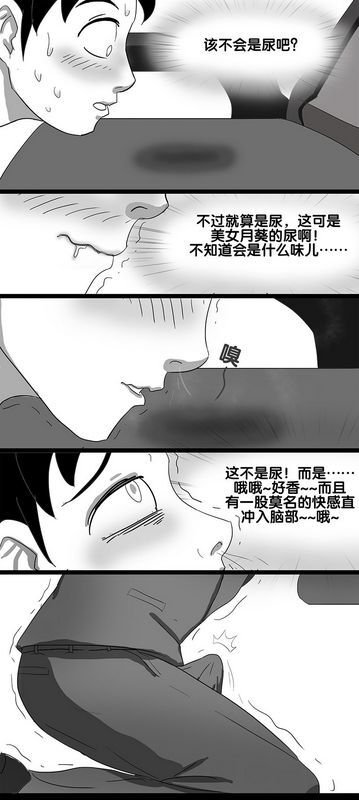 该不会是尿吧？
不过就算是尿，这可是
美女月葵的尿啊！
不知道会是什么味儿……
嗅
这不是尿！而是……
哦哦~好香~~而且
有一股莫名的快感直
冲入脑部~~哦~